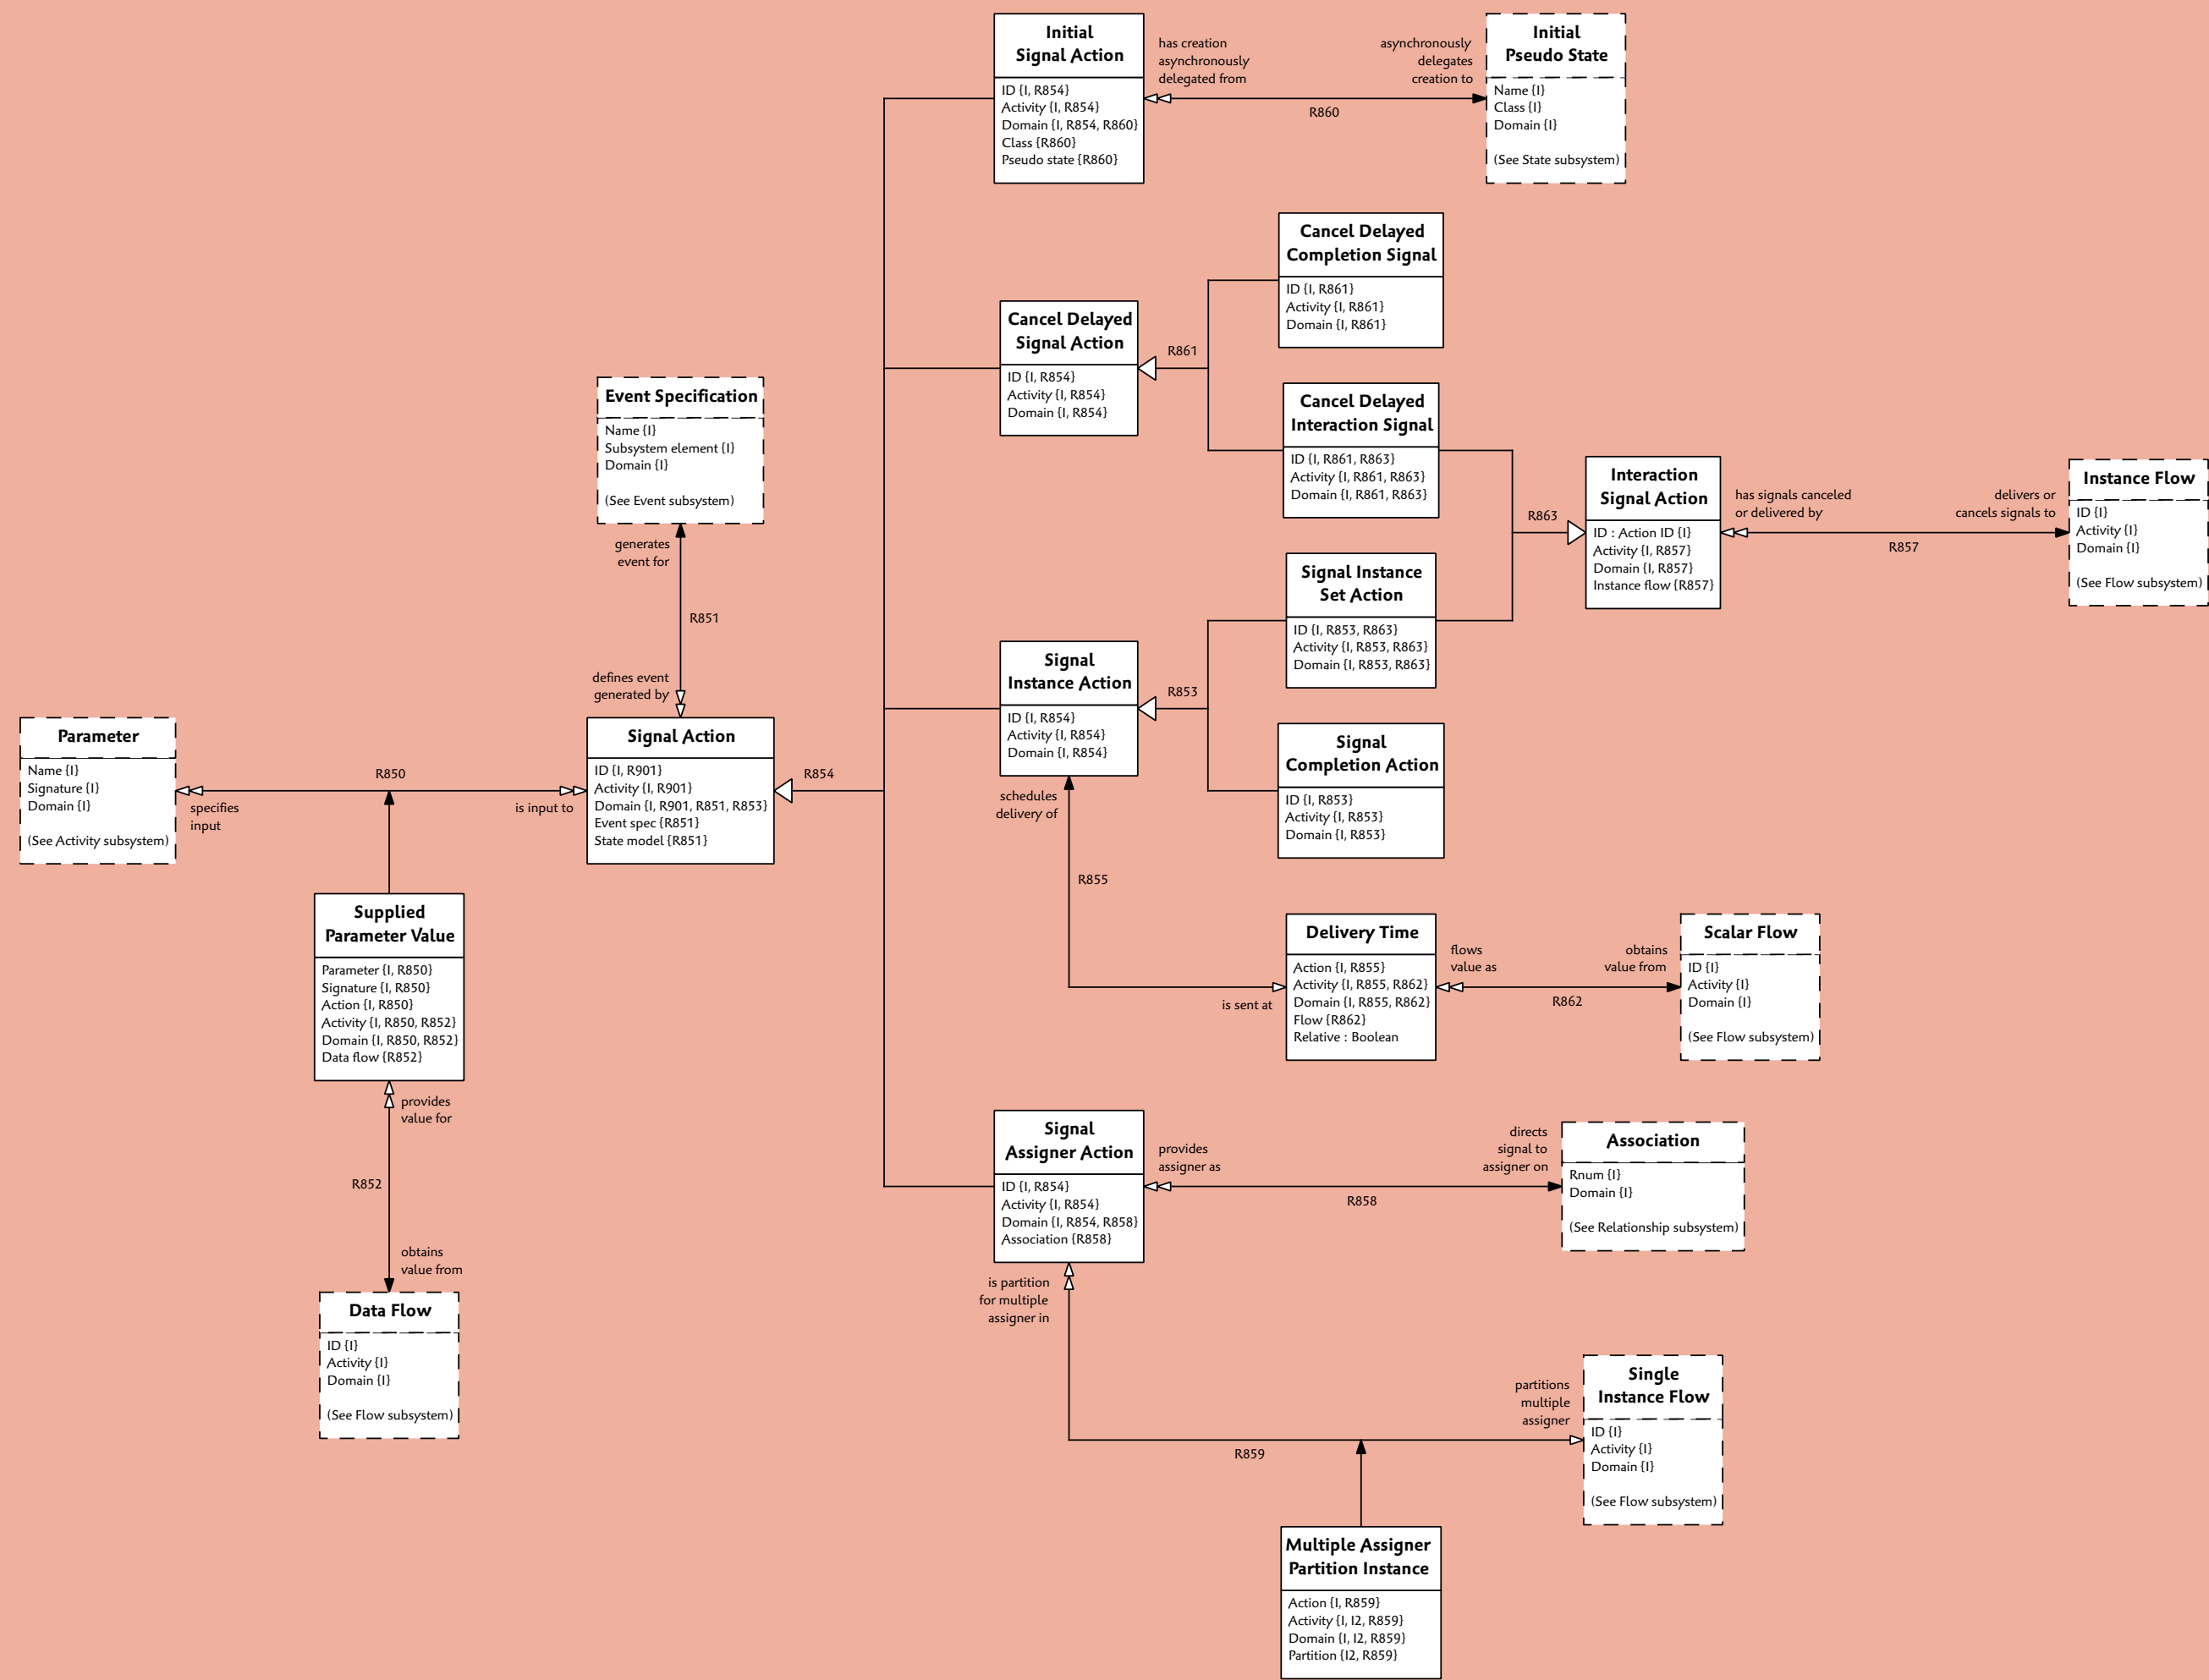 Initial
Signal Action
ID {I, R854}
Activity {I, R854}
Domain {I, R854, R860}
Class {R860}
Pseudo state {R860}
has creation
asynchronously
delegated from
R860
asynchronously
delegates
creation to
Initial
Pseudo State
Name {I}
Class {I}
Domain {I}
(See State subsystem)
Cancel Delayed
Completion Signal
ID {I, R861}
Activity {I, R861}
Domain {I, R861}
Cancel Delayed
Signal Action
ID {I, R854}
Activity {I, R854}
Domain {I, R854}
R861
Cancel Delayed
Interaction Signal
ID {I, R861, R863}
Activity {I, R861, R863}
Domain {I, R861, R863}
Event Specification
Name {I}
Subsystem element {I}
Domain {I}
(See Event subsystem)
generates
event for
R851
defines event
generated by
R863
Interaction
Signal Action
ID : Action ID {I}
Activity {I, R857}
Domain {I, R857}
Instance flow {R857}
has signals canceled
or delivered by
R857
delivers or
cancels signals to
Instance Flow
ID {I}
Activity {I}
Domain {I}
(See Flow subsystem)
Signal Instance
Set Action
ID {I, R853, R863}
Activity {I, R853, R863}
Domain {I, R853, R863}
Signal
Instance Action
ID {I, R854}
Activity {I, R854}
Domain {I, R854}
R853
Signal
Completion Action
ID {I, R853}
Activity {I, R853}
Domain {I, R853}
Parameter
Name {I}
Signature {I}
Domain {I}
(See Activity subsystem)
specifies
input
R850
is input to
Signal Action
ID {I, R901}
Activity {I, R901}
Domain {I, R901, R851, R853}
Event spec {R851}
State model {R851}
R854
schedules
delivery of
R855
is sent at
Supplied
Parameter Value
Parameter {I, R850}
Signature {I, R850}
Action {I, R850}
Activity {I, R850, R852}
Domain {I, R850, R852}
Data flow {R852}
Delivery Time
Action {I, R855}
Activity {I, R855, R862}
Domain {I, R855, R862}
Flow {R862}
Relative : Boolean
flows
value as
R862
obtains
value from
Scalar Flow
ID {I}
Activity {I}
Domain {I}
(See Flow subsystem)
provides
value for
R852
obtains
value from
Data Flow
ID {I}
Activity {I}
Domain {I}
(See Flow subsystem)
Signal
Assigner Action
ID {I, R854}
Activity {I, R854}
Domain {I, R854, R858}
Association {R858}
provides
assigner as
R858
directs
signal to
assigner on
Association
Rnum {I}
Domain {I}
(See Relationship subsystem)
is partition
for multiple
assigner in
R859
partitions
multiple
assigner
Single
Instance Flow
ID {I}
Activity {I}
Domain {I}
(See Flow subsystem)
Multiple Assigner
Partition Instance
Action {I, R859}
Activity {I, I2, R859}
Domain {I, I2, R859}
Partition {I2, R859}